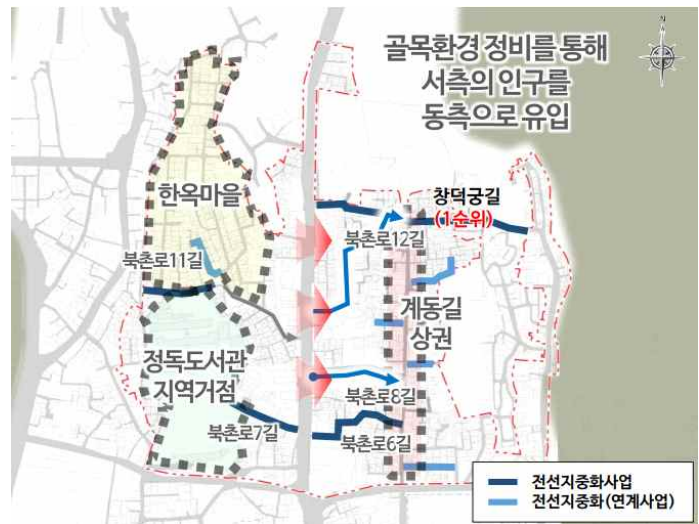 N
골목환경 정비를 통해
서측의 인구를
동측으로 유입
한옥마을
창덕궁길
(1순위)
북촌로12길
북촌로11길
계동길
상권
정독도서관
지역거점
북촌로8길
북촌로7길
북촌로6길
전선지중화사업
전선지중화(연계사업)